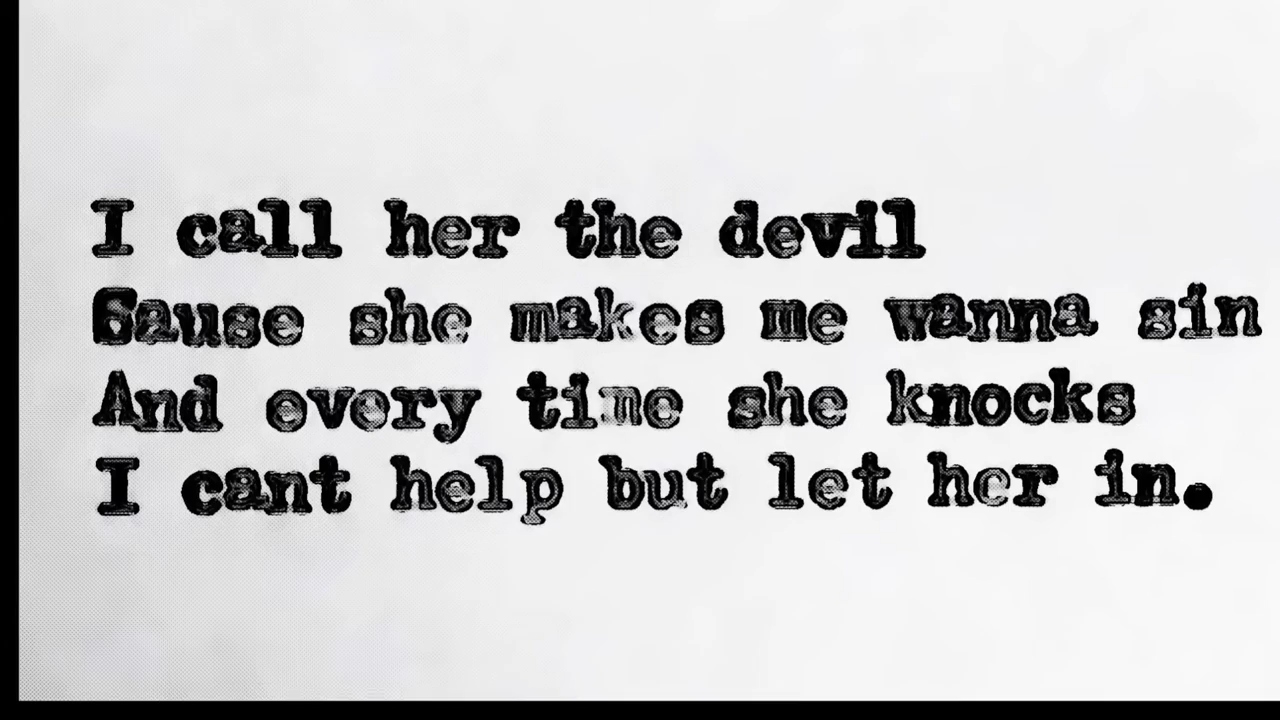 I call her the devil
Cause she makes me wanna sin
And every time she knocks
I cant help but let her in.